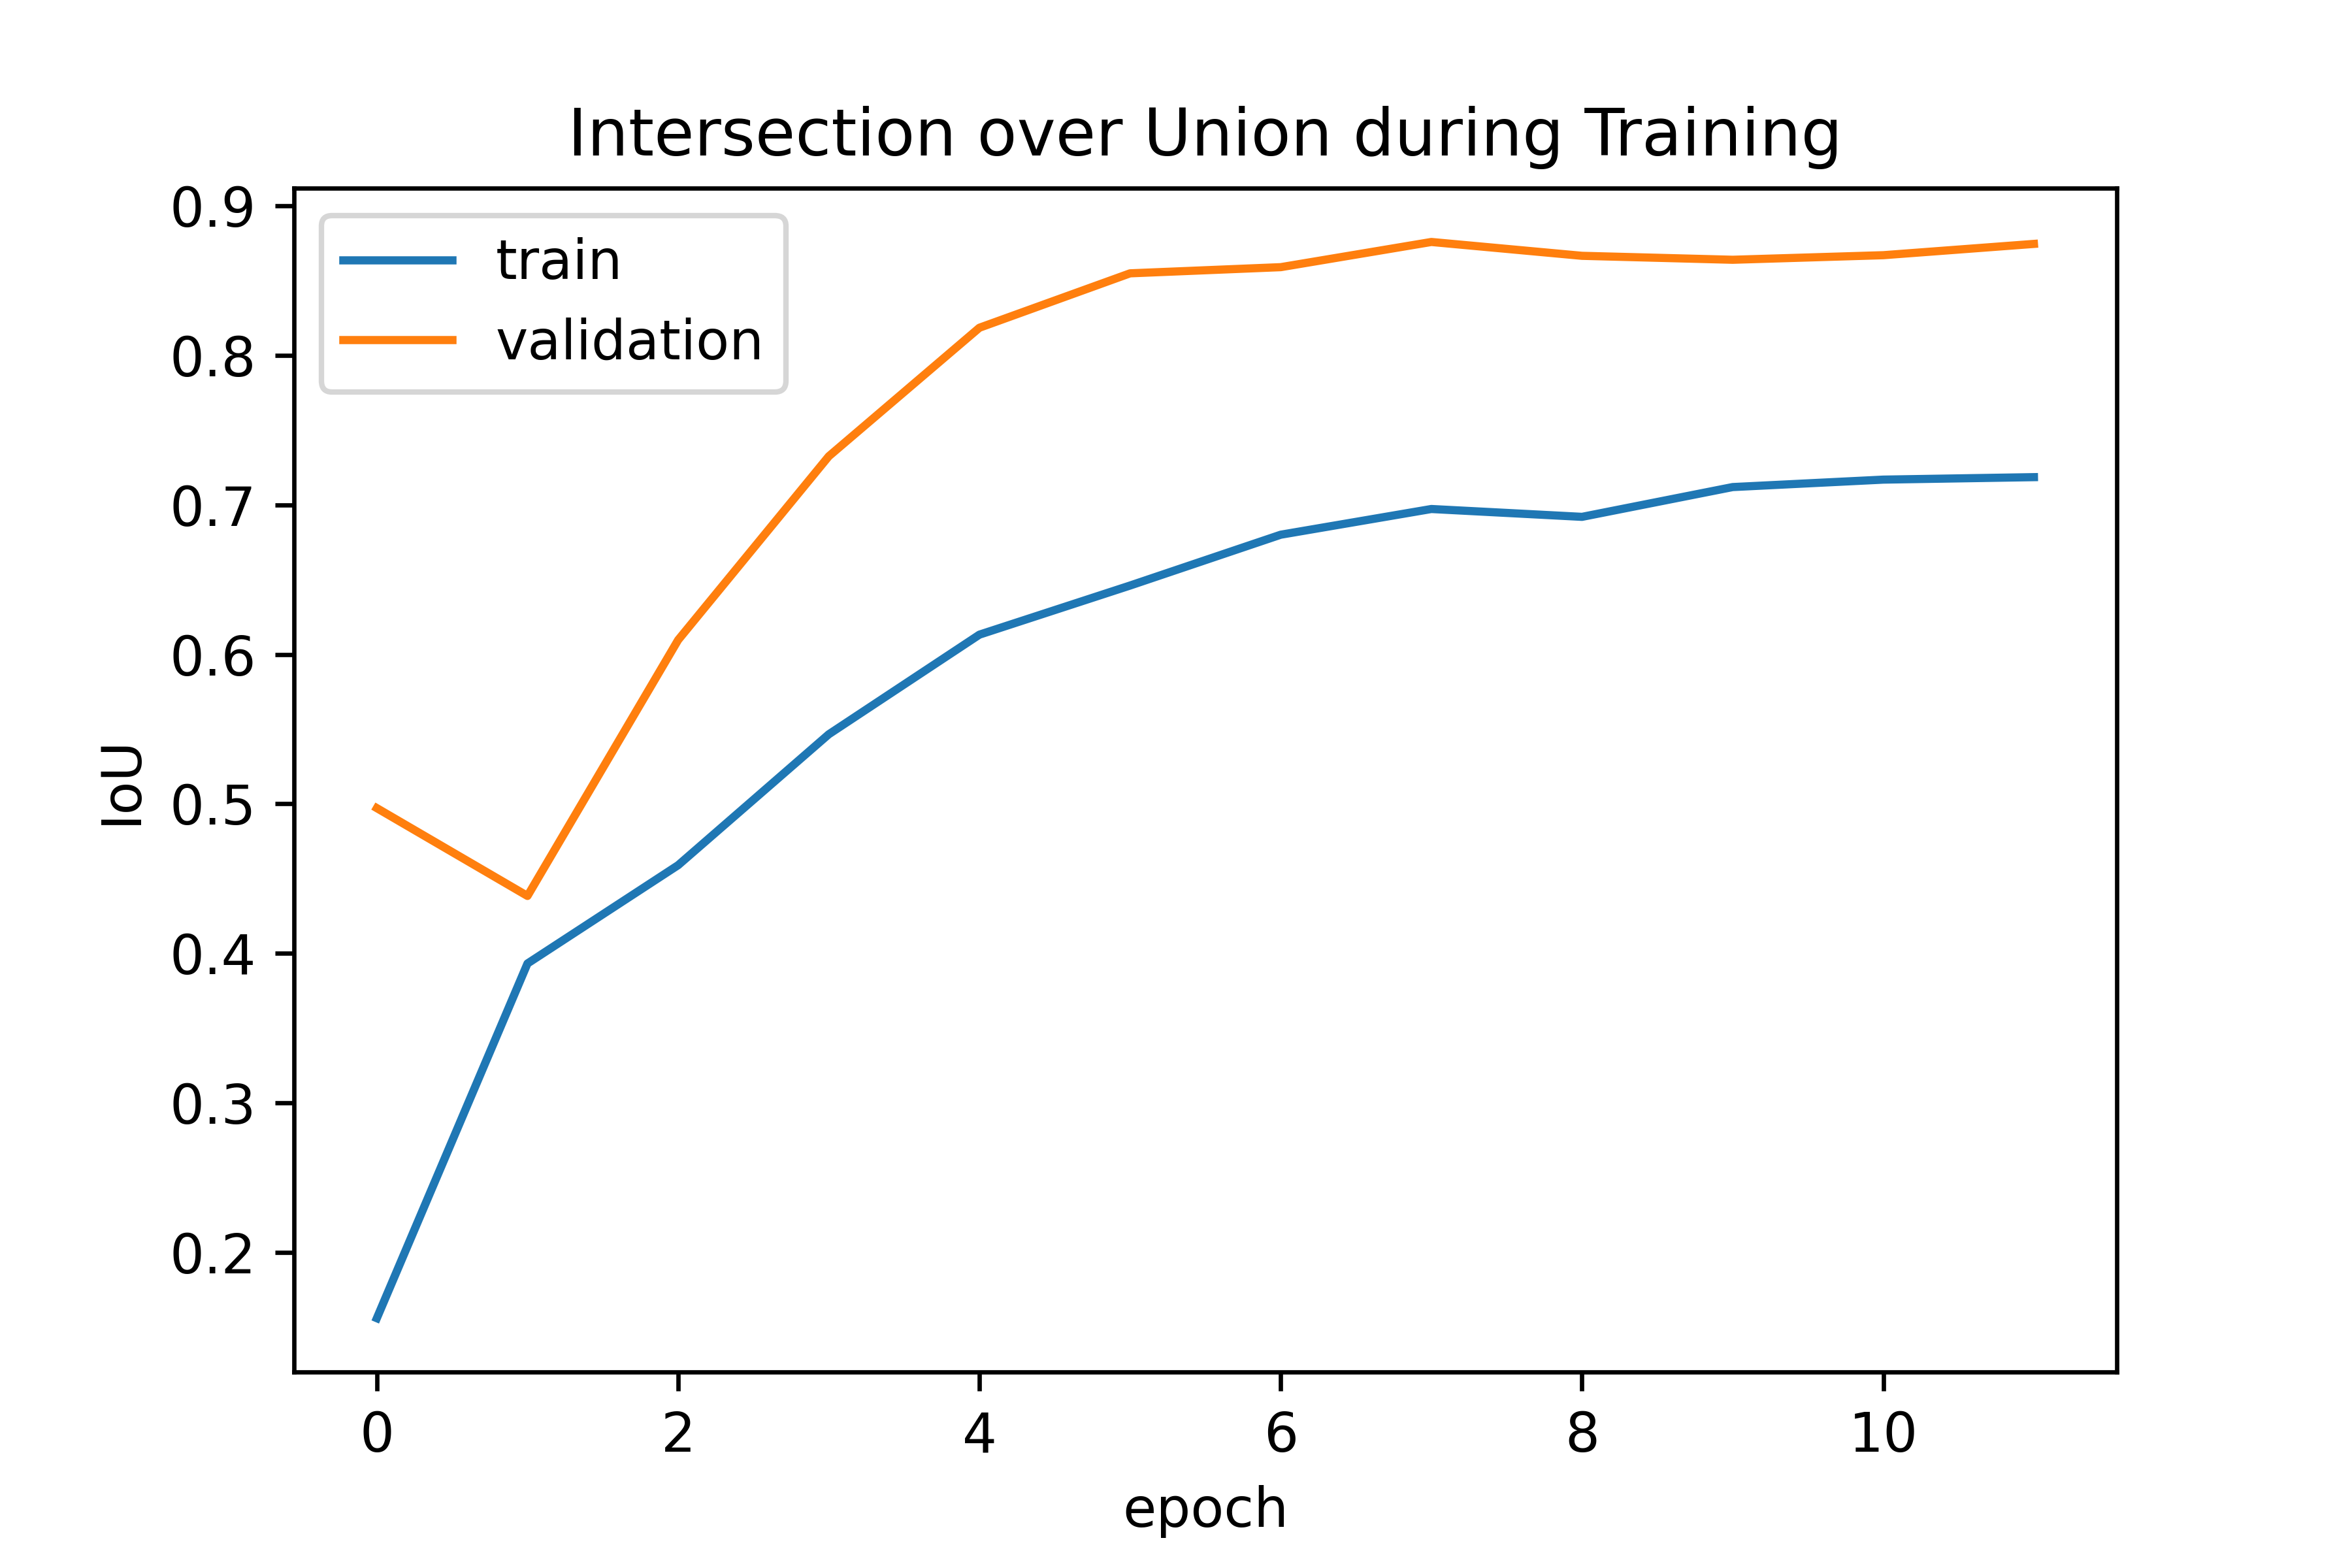 Intersection over Union during Training
train
validation
IoU
0.9
0.8
0.7
0.6
0.5
0.4
0.3
0.2
0 2 4 6 8 10
epoch